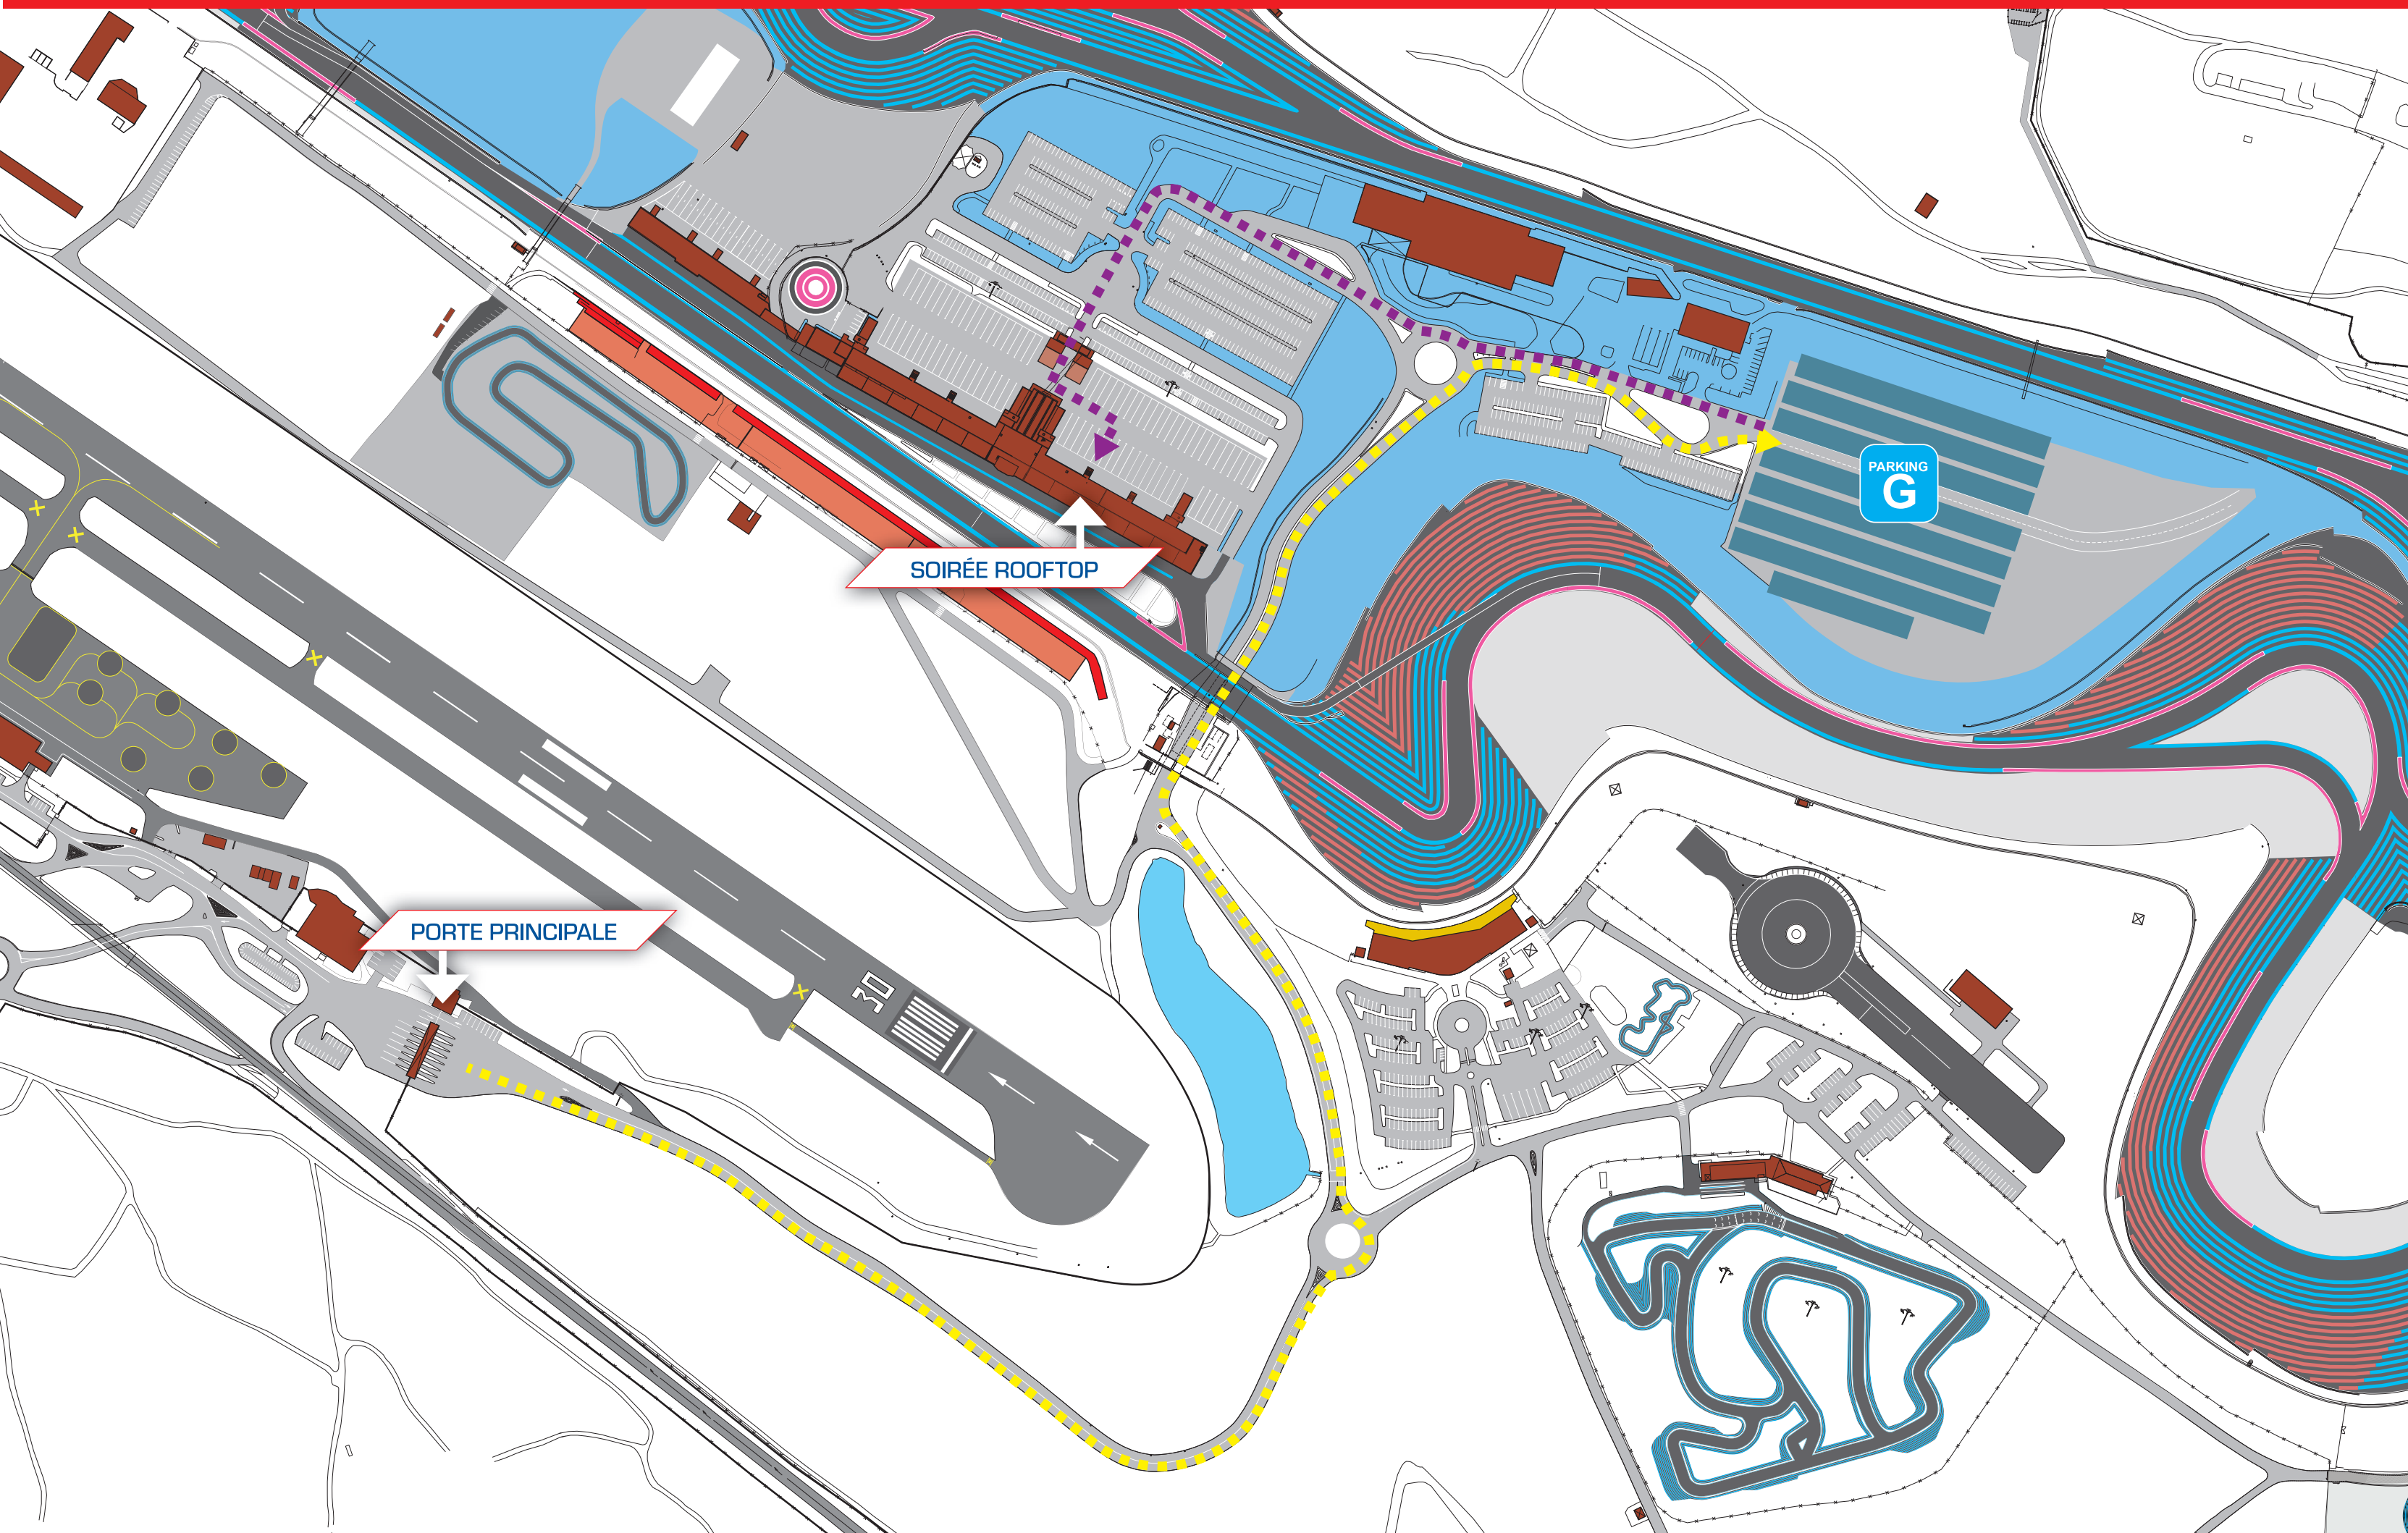 PARKING
G
SOIRÉE ROOFTOP
PORTE PRINCIPALE
30